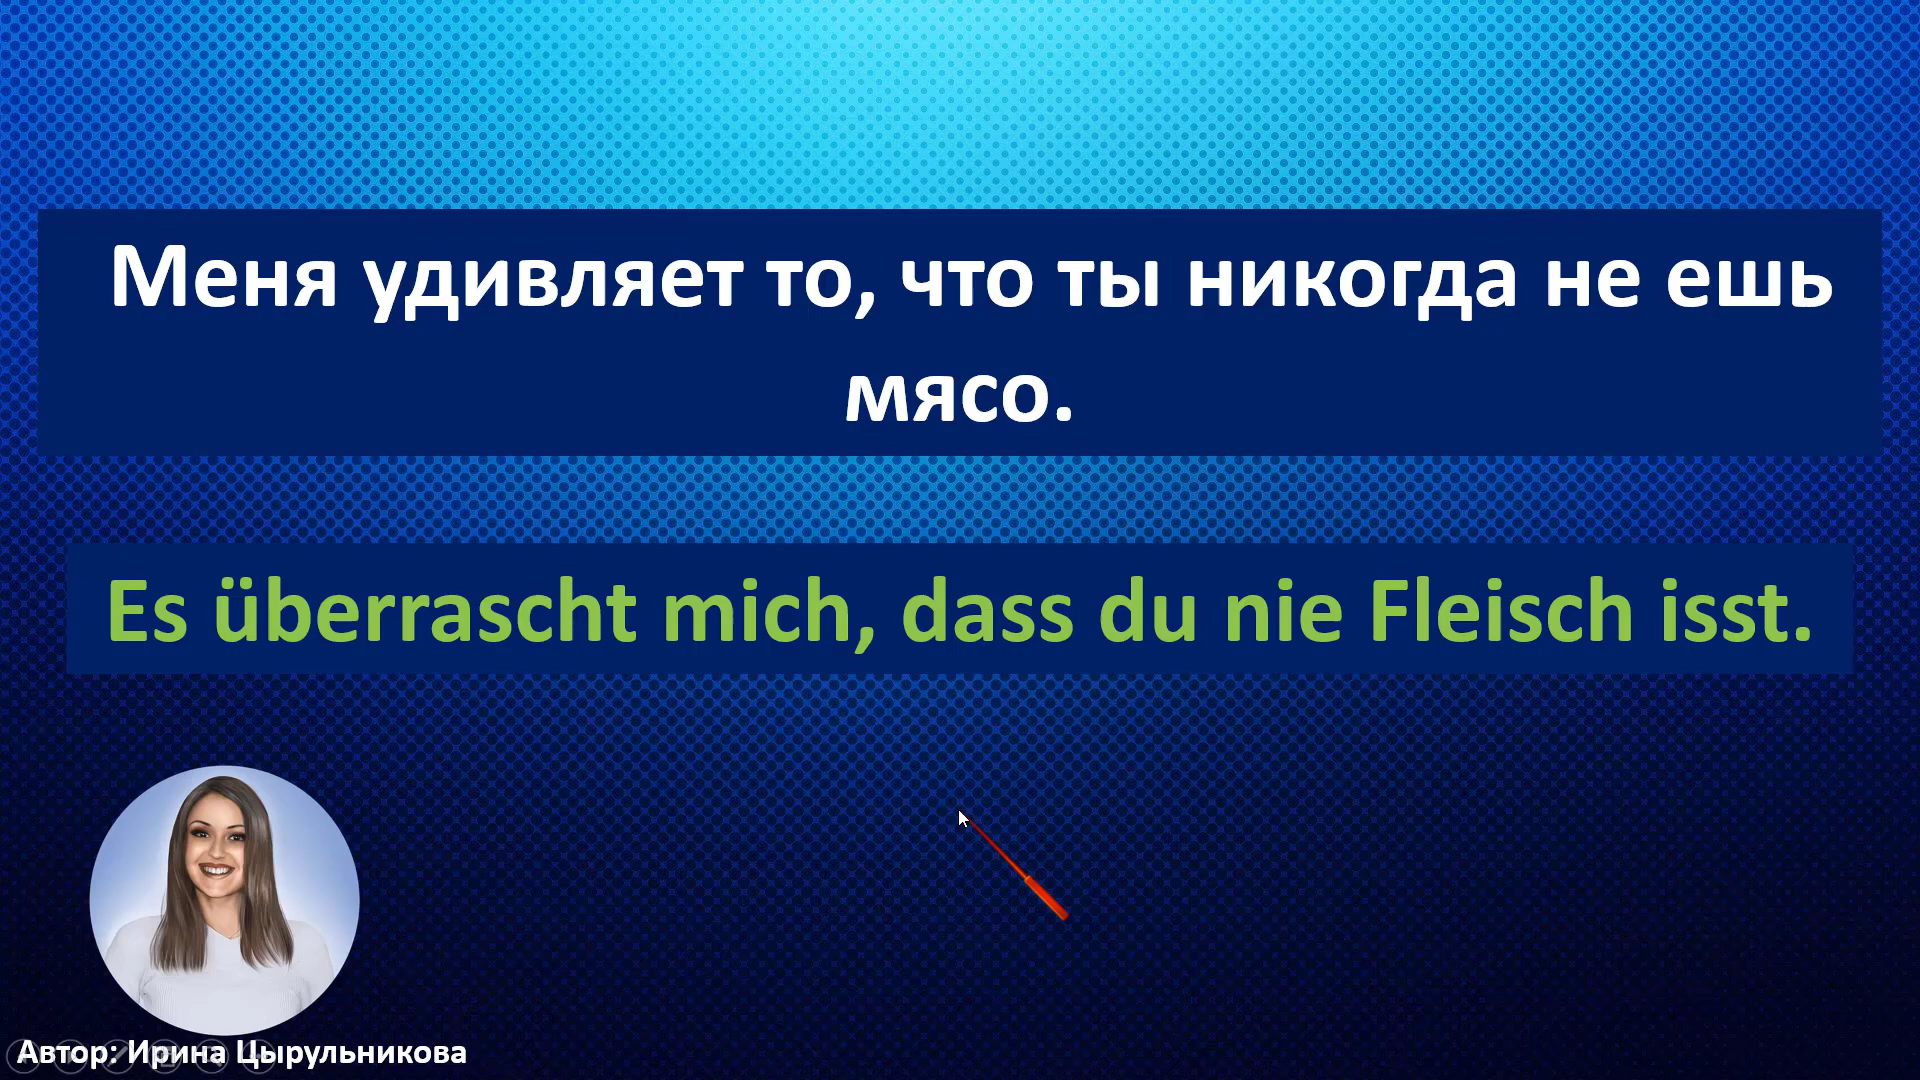 Меня удивляет то, что ты никогда не ешь
мясо.
Es überrascht mich, dass du nie Fleisch isst.
Автор: Ирина Цырульникова